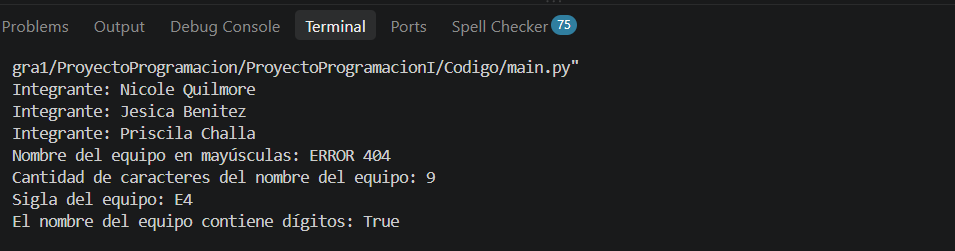 Problems Output Debug Console Terminal Ports Spell Checker 75
gra1/ProyectoProgramacion/ProyectoProgramacionI/Codigo/main.py"
Integrante: Nicole Quilmore
Integrante: Jesica Benitez
Integrante: Priscila Challa
Nombre del equipo en mayúsculas: ERROR 404
Cantidad de caracteres del nombre del equipo: 9
Sigla del equipo: E4
El nombre del equipo contiene dígitos: True